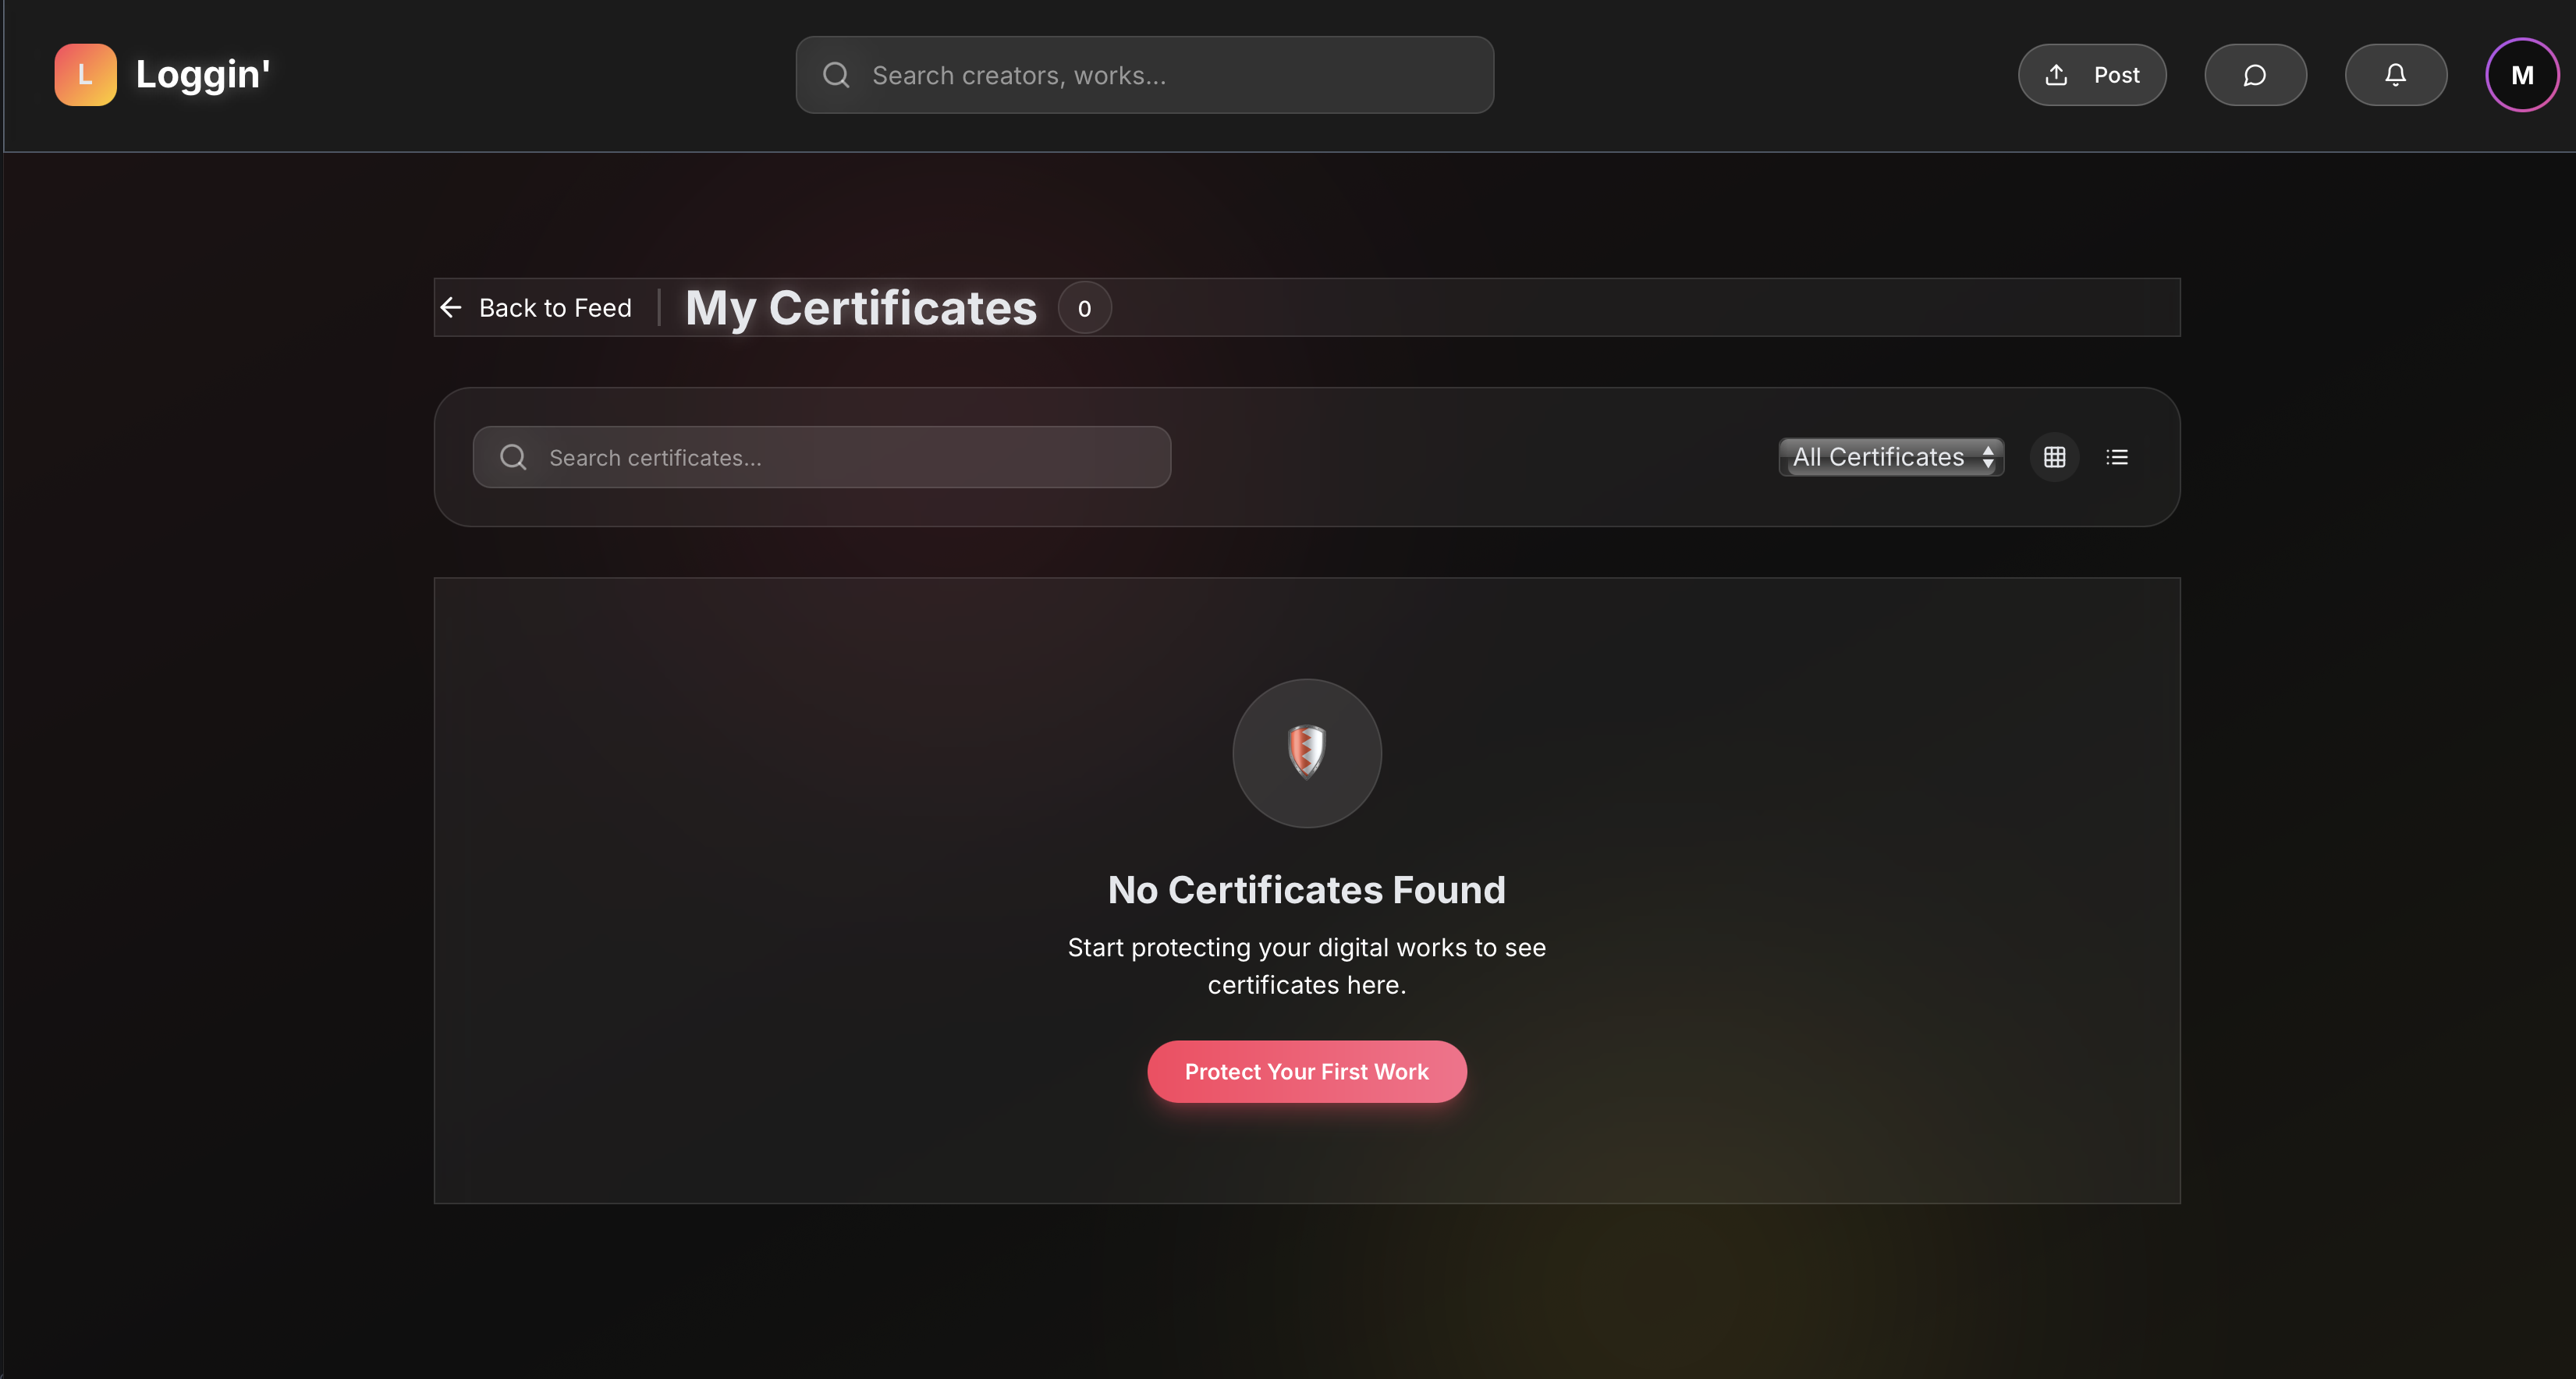 L Loggin'
Search creators, works...
Post
M
Back to Feed
My Certificates
0
Search certificates...
All Certificates
No Certificates Found
Start protecting your digital works to see
certificates here.
Protect Your First Work